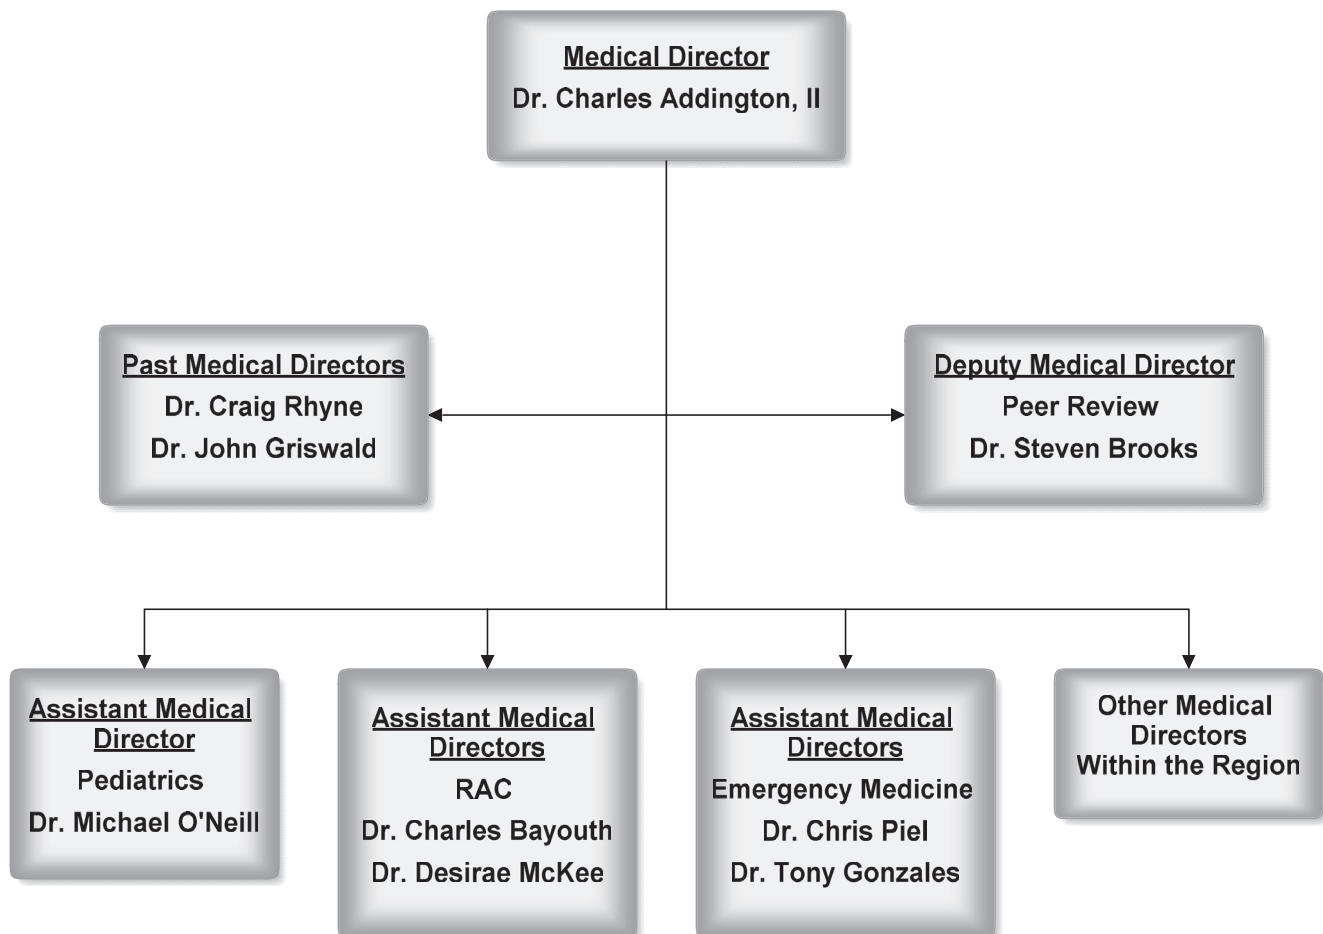 Medical Director
Dr. Charles Addington, II
Past Medical Directors
Dr. Craig Rhyne
Dr. John Griswald
Deputy Medical Director
Peer Review
Dr. Steven Brooks
Assistant Medical
Director
Pediatrics
Dr. Michael O'Neill
Assistant Medical
Directors
RAC
Dr. Charles Bayouth
Dr. Desirae McKee
Assistant Medical
Directors
Emergency Medicine
Dr. Chris Piel
Dr. Tony Gonzales
Other Medical
Directors
Within the Region